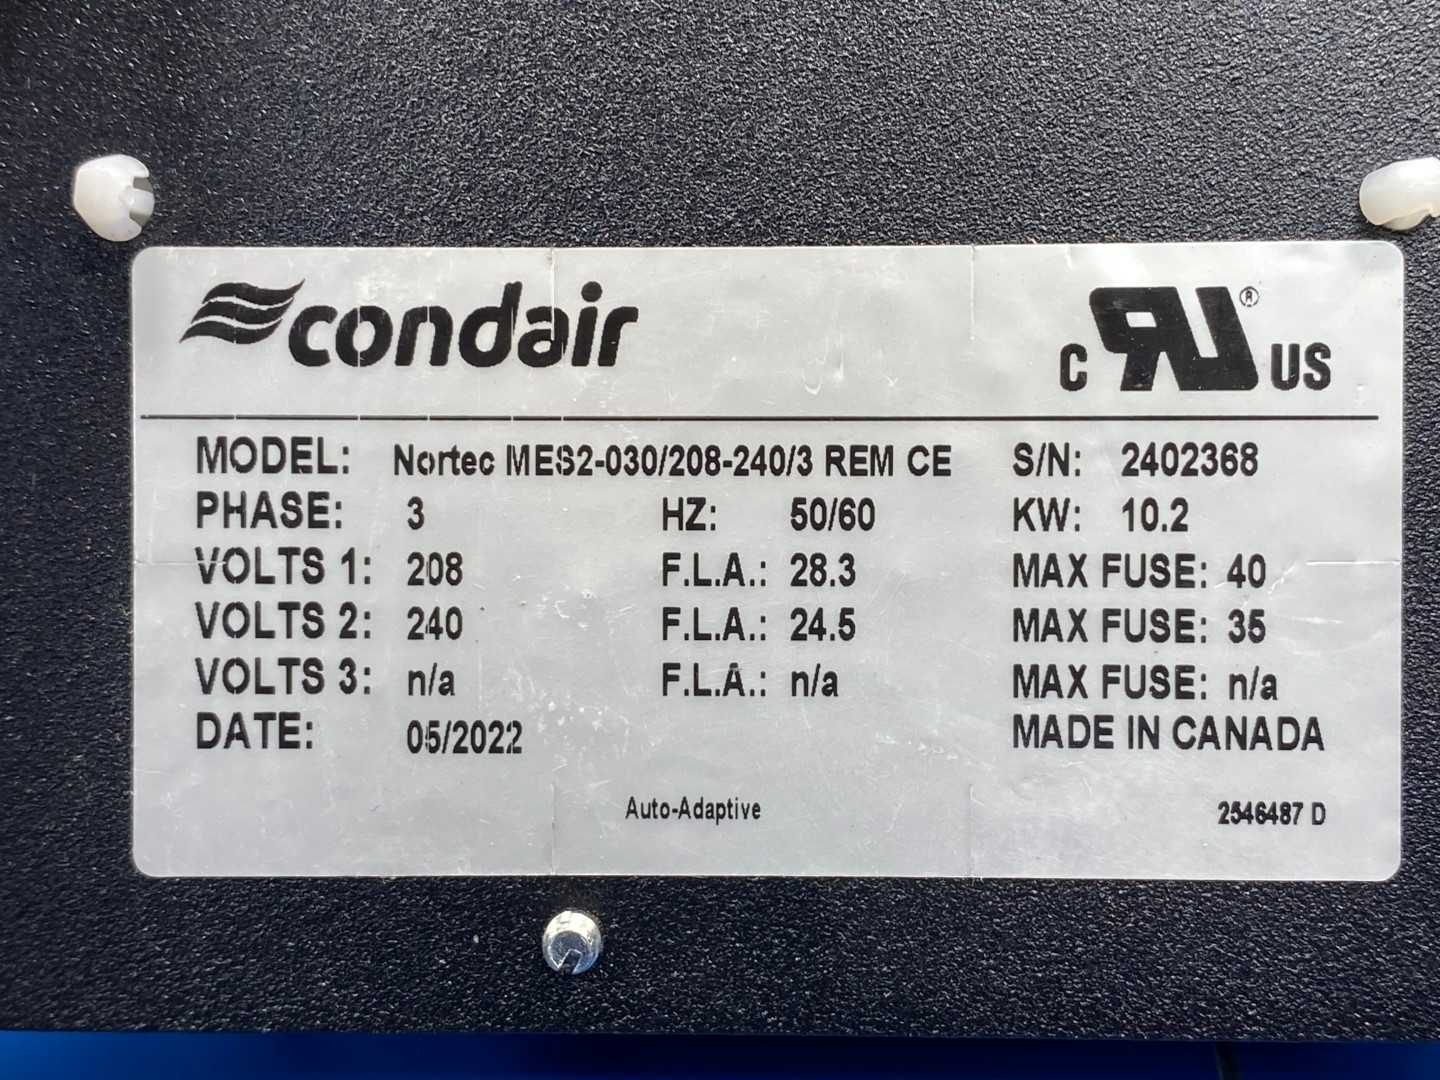 condair
C RU ® US
MODEL: Nortec MES2-030/208-240/3 REM CE S/N: 2402368
PHASE: 3 HZ: 50/60 KW: 10.2
VOLTS 1: 208 F.L.A.: 28.3 MAX FUSE: 40
VOLTS 2: 240 F.L.A.: 24.5 MAX FUSE: 35
VOLTS 3: n/a F.L.A.: n/a MAX FUSE: n/a
DATE: 05/2022 MADE IN CANADA
Auto-Adaptive 2546487 D